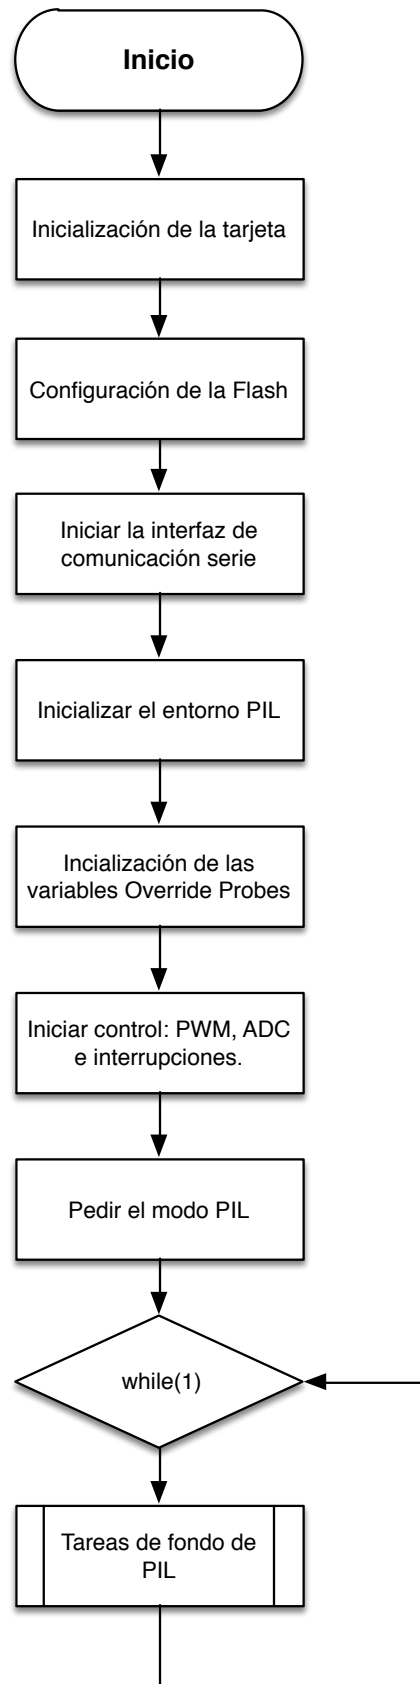 Inicio
Inicialización de la tarjeta
Configuración de la Flash
Iniciar la interfaz de
comunicación serie
Inicializar el entorno PIL
Incialización de las
variables Override Probes
Iniciar control: PWM, ADC
e interrupciones.
Pedir el modo PIL
while(1)
Tareas de fondo de
PIL